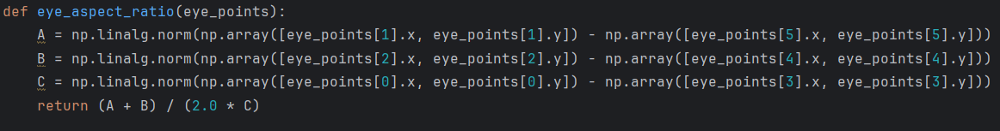 def eye_aspect_ratio(eye_points):
    A = np.linalg.norm(np.array([eye_points[1].x, eye_points[1].y]) - np.array([eye_points[5].x, eye_points[5].y]))
    B = np.linalg.norm(np.array([eye_points[2].x, eye_points[2].y]) - np.array([eye_points[4].x, eye_points[4].y]))
    C = np.linalg.norm(np.array([eye_points[0].x, eye_points[0].y]) - np.array([eye_points[3].x, eye_points[3].y]))
    return (A + B) / (2.0 * C)